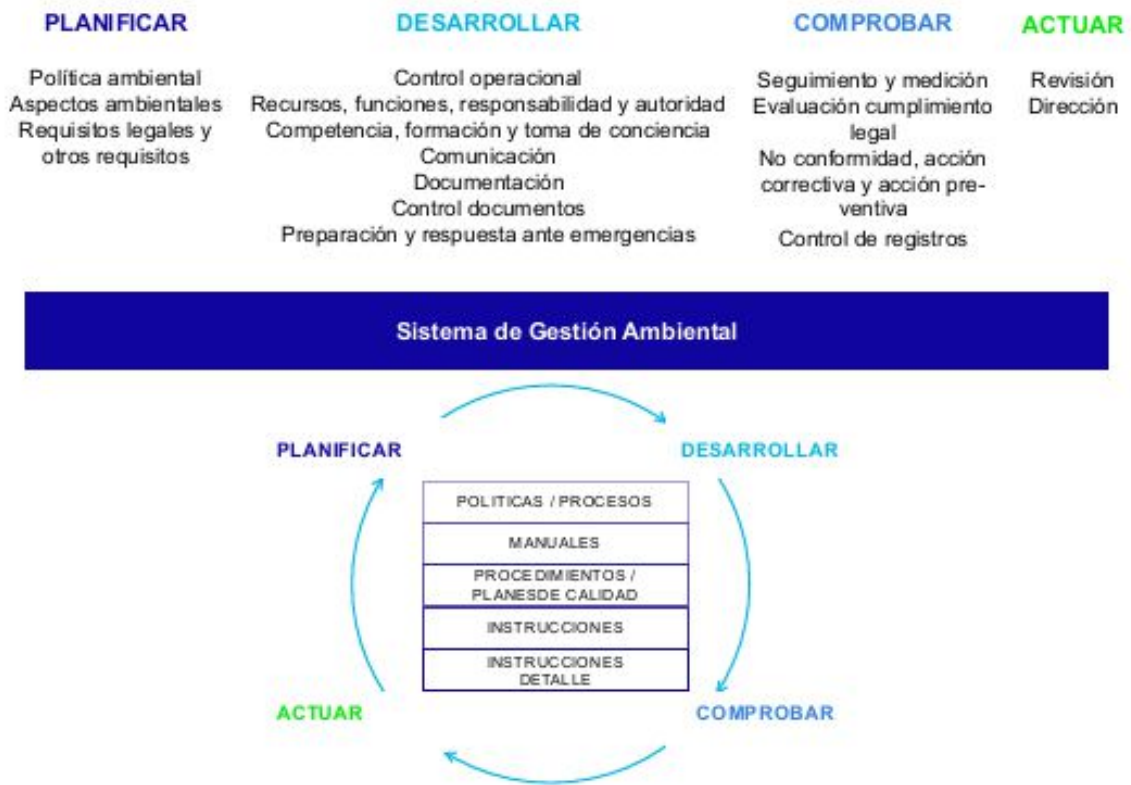 PLANIFICAR
Política ambiental
Aspectos ambientales
Requisitos legales y
otros requisitos
DESARROLLAR
Control operacional
Recursos, funciones, responsabilidad y autoridad
Competencia, formación y toma de conciencia
Comunicación
Documentación
Control documentos
Preparación y respuesta ante emergencias
COMPROBAR
Seguimiento y medición
Evaluación cumplimiento
legal
No conformidad, acción
correctiva y acción pre-
ventiva
Control de registros
ACTUAR
Revisión
Dirección
Sistema de Gestión Ambiental
PLANIFICAR
DESARROLLAR
POLITICAS / PROCESOS
MANUALES
PROCEDIMIENTOS /
PLANESDE CALIDAD
INSTRUCCIONES
INSTRUCCIONES
DETALLE
ACTUAR
COMPROBAR